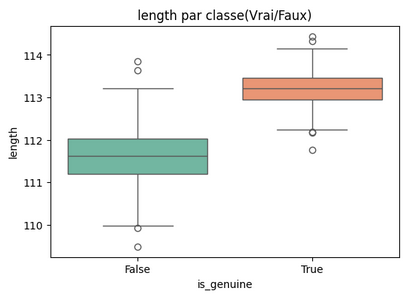 length par classe(Vrai/Faux)
114
113
112
111
110
length
False
True
is_genuine